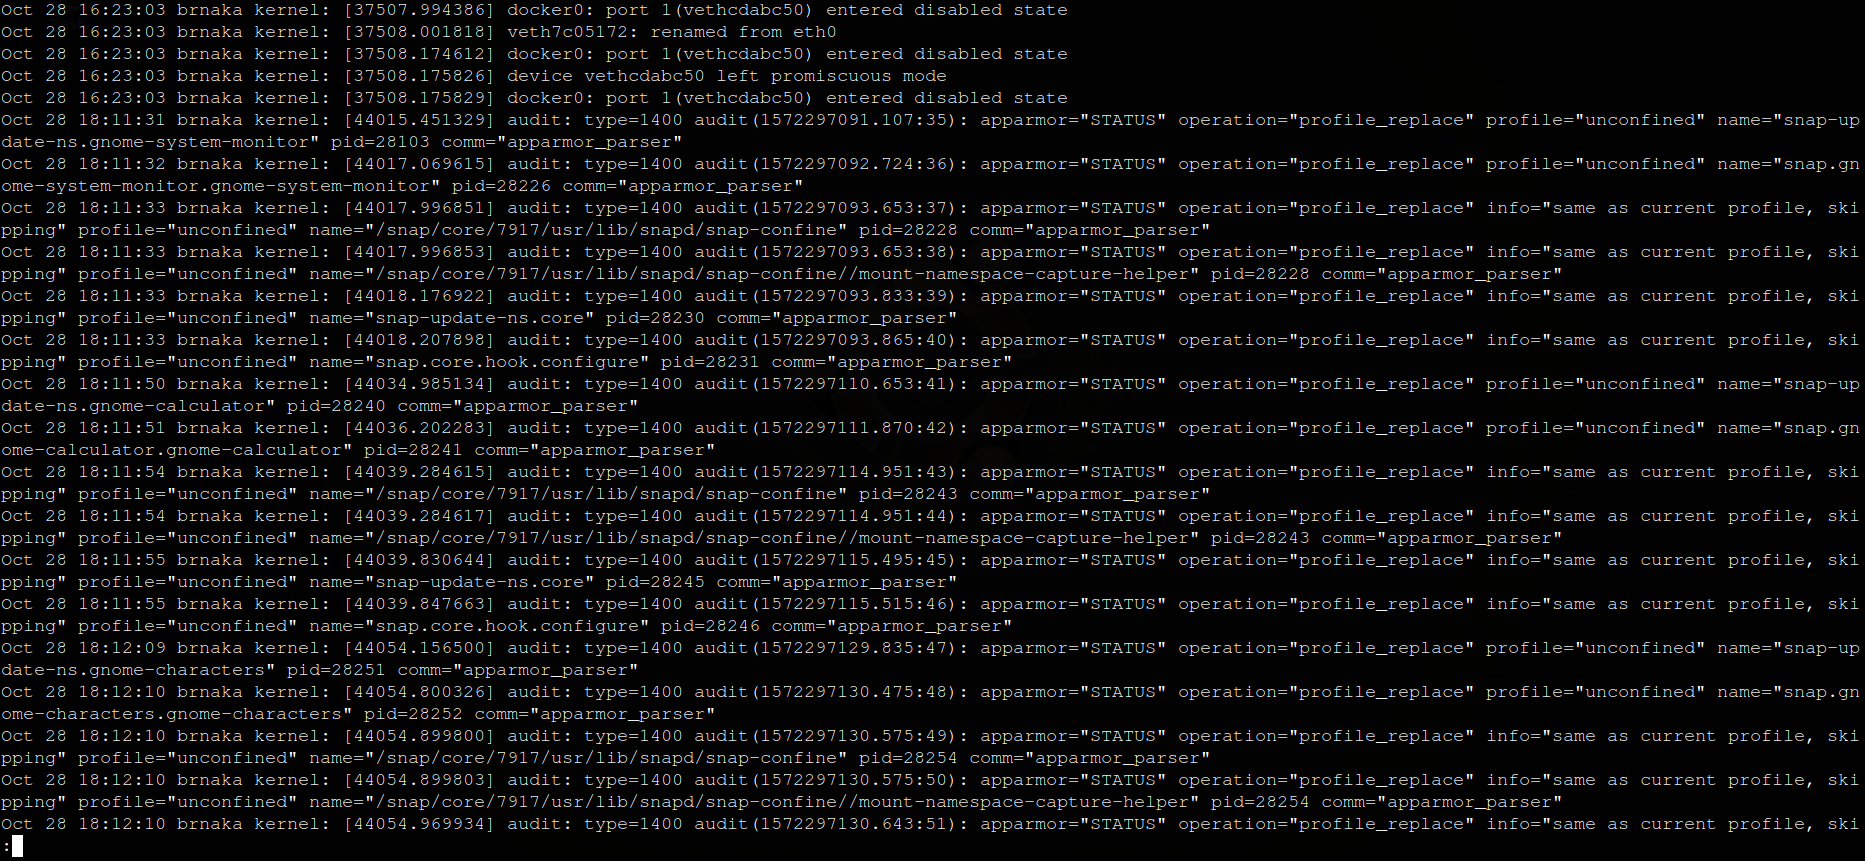 Oct 28 16:23:03 brnaka kernel: [37507.994386] docker0: port 1(vethcdabc50) entered disabled state
Oct 28 16:23:03 brnaka kernel: [37508.001818] veth7c05172: renamed from eth0
Oct 28 16:23:03 brnaka kernel: [37508.174612] docker0: port 1(vethcdabc50) entered disabled state
Oct 28 16:23:03 brnaka kernel: [37508.175826] device vethcdabc50 left promiscuous mode
Oct 28 16:23:03 brnaka kernel: [37508.175829] docker0: port 1(vethcdabc50) entered disabled state
Oct 28 18:11:31 brnaka kernel: [44015.451329] audit: type=1400 audit(1572297091.107:35): apparmor="STATUS" operation="profile_replace" profile="unconfined" name="snap-up
date-ns.gnome-system-monitor" pid=28103 comm="apparmor_parser"
Oct 28 18:11:32 brnaka kernel: [44017.069615] audit: type=1400 audit(1572297092.724:36): apparmor="STATUS" operation="profile_replace" profile="unconfined" name="snap.gn
ome-system-monitor.gnome-system-monitor" pid=28226 comm="apparmor_parser"
Oct 28 18:11:33 brnaka kernel: [44017.996851] audit: type=1400 audit(1572297093.653:37): apparmor="STATUS" operation="profile_replace" info="same as current profile, ski
pping" profile="unconfined" name="/snap/core/7917/usr/lib/snapd/snap-confine" pid=28228 comm="apparmor_parser"
Oct 28 18:11:33 brnaka kernel: [44017.996853] audit: type=1400 audit(1572297093.653:38): apparmor="STATUS" operation="profile_replace" info="same as current profile, ski
pping" profile="unconfined" name="/snap/core/7917/usr/lib/snapd/snap-confine//mount-namespace-capture-helper" pid=28228 comm="apparmor_parser"
Oct 28 18:11:33 brnaka kernel: [44018.176922] audit: type=1400 audit(1572297093.833:39): apparmor="STATUS" operation="profile_replace" info="same as current profile, ski
pping" profile="unconfined" name="snap-update-ns.core" pid=28230 comm="apparmor_parser"
Oct 28 18:11:33 brnaka kernel: [44018.207898] audit: type=1400 audit(1572297093.865:40): apparmor="STATUS" operation="profile_replace" info="same as current profile, ski
pping" profile="unconfined" name="snap.core.hook.configure" pid=28231 comm="apparmor_parser"
Oct 28 18:11:50 brnaka kernel: [44034.985134] audit: type=1400 audit(1572297110.653:41): apparmor="STATUS" operation="profile_replace" profile="unconfined" name="snap-up
date-ns.gnome-calculator" pid=28240 comm="apparmor_parser"
Oct 28 18:11:51 brnaka kernel: [44036.202283] audit: type=1400 audit(1572297111.870:42): apparmor="STATUS" operation="profile_replace" profile="unconfined" name="snap.gn
ome-calculator.gnome-calculator" pid=28241 comm="apparmor_parser"
Oct 28 18:11:54 brnaka kernel: [44039.284615] audit: type=1400 audit(1572297114.951:43): apparmor="STATUS" operation="profile_replace" info="same as current profile, ski
pping" profile="unconfined" name="/snap/core/7917/usr/lib/snapd/snap-confine" pid=28243 comm="apparmor_parser"
Oct 28 18:11:54 brnaka kernel: [44039.284617] audit: type=1400 audit(1572297114.951:44): apparmor="STATUS" operation="profile_replace" info="same as current profile, ski
pping" profile="unconfined" name="/snap/core/7917/usr/lib/snapd/snap-confine//mount-namespace-capture-helper" pid=28243 comm="apparmor_parser"
Oct 28 18:11:55 brnaka kernel: [44039.830644] audit: type=1400 audit(1572297115.495:45): apparmor="STATUS" operation="profile_replace" info="same as current profile, ski
pping" profile="unconfined" name="snap-update-ns.core" pid=28245 comm="apparmor_parser"
Oct 28 18:11:55 brnaka kernel: [44039.847663] audit: type=1400 audit(1572297115.515:46): apparmor="STATUS" operation="profile_replace" info="same as current profile, ski
pping" profile="unconfined" name="snap.core.hook.configure" pid=28246 comm="apparmor_parser"
Oct 28 18:12:09 brnaka kernel: [44054.156500] audit: type=1400 audit(1572297129.835:47): apparmor="STATUS" operation="profile_replace" profile="unconfined" name="snap-up
date-ns.gnome-characters" pid=28251 comm="apparmor_parser"
Oct 28 18:12:10 brnaka kernel: [44054.800326] audit: type=1400 audit(1572297130.475:48): apparmor="STATUS" operation="profile_replace" profile="unconfined" name="snap.gn
ome-characters.gnome-characters" pid=28252 comm="apparmor_parser"
Oct 28 18:12:10 brnaka kernel: [44054.899800] audit: type=1400 audit(1572297130.575:49): apparmor="STATUS" operation="profile_replace" info="same as current profile, ski
pping" profile="unconfined" name="/snap/core/7917/usr/lib/snapd/snap-confine" pid=28254 comm="apparmor_parser"
Oct 28 18:12:10 brnaka kernel: [44054.899803] audit: type=1400 audit(1572297130.575:50): apparmor="STATUS" operation="profile_replace" info="same as current profile, ski
pping" profile="unconfined" name="/snap/core/7917/usr/lib/snapd/snap-confine//mount-namespace-capture-helper" pid=28254 comm="apparmor_parser"
Oct 28 18:12:10 brnaka kernel: [44054.969934] audit: type=1400 audit(1572297130.643:51): apparmor="STATUS" operation="profile_replace" info="same as current profile, ski
: